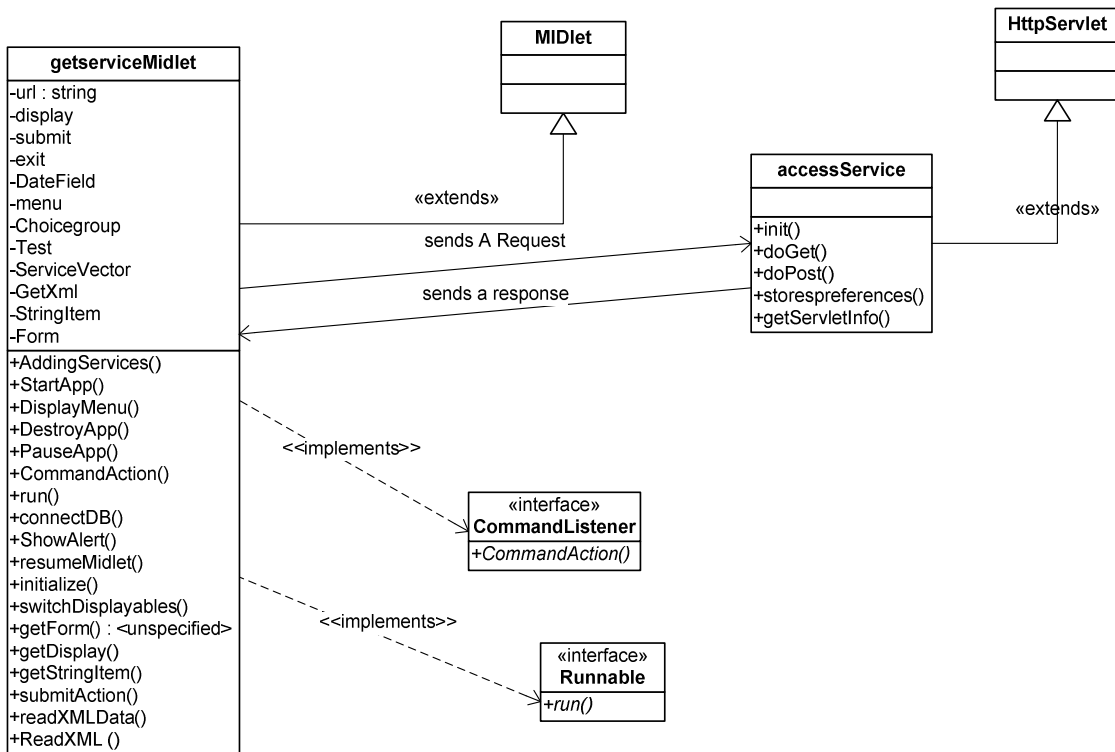 getserviceMidlet
-url : string
-display
-submit
-exit
-DateField
-menu
-Choicegroup
-Test
-ServiceVector
-GetXml
-StringItem
-Form
+AddingServices()
+StartApp()
+DisplayMenu()
+DestroyApp()
+PauseApp()
+CommandAction()
+run()
+connectDB()
+ShowAlert()
+resumeMidlet()
+initialize()
+switchDisplayables()
+getForm() : <unspecified>
+getDisplay()
+getStringItem()
+submitAction()
+readXMLData()
+ReadXML ()
MIDlet
«extends»
sends A Request
sends a response
HttpServlet
accessService
+init()
+doGet()
+doPost()
+storespreferences()
+getServletInfo()
«extends»
<<implements>>
«interface»
CommandListener
+CommandAction()
<<implements>>
«interface»
Runnable
+run()